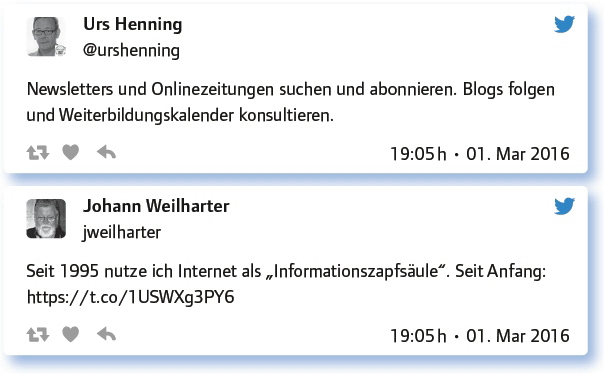 Urs Henning
@urshenning
Newsletters und Onlinezeitungen suchen und abonnieren. Blogs folgen
und Weiterbildungskalender konsultieren.
19:05 h • 01. Mar 2016
Johann Weilharter
jweilharter
Seit 1995 nutze ich Internet als „Informationszapfsäule“. Seit Anfang:
https://t.co/1USWXg3PY6
19:05 h • 01. Mar 2016